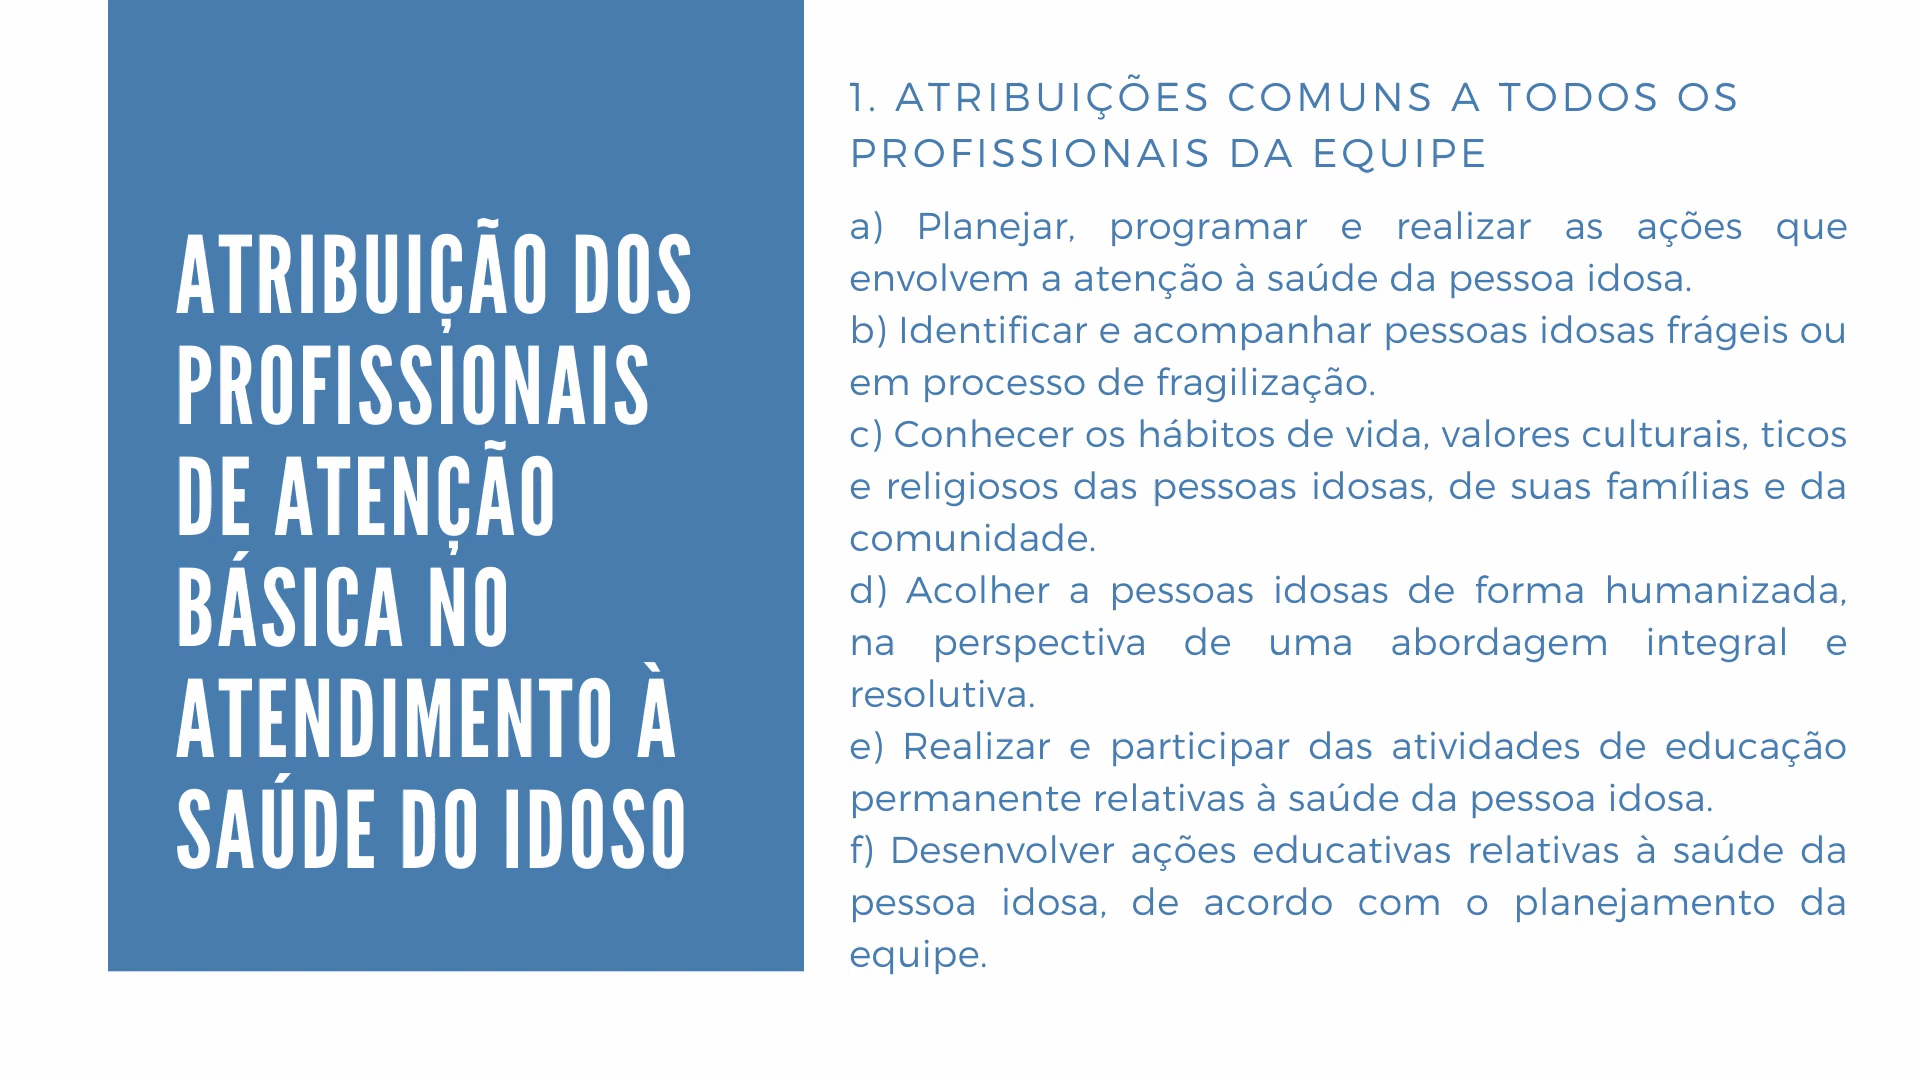 ATRIBUIÇÃO DOS
PROFISSIONAIS
DE ATENÇÃO
BÁSICA NO
ATENDIMENTO À
SAÚDE DO IDOSO
1. ATRIBUIÇÕES COMUNS A TODOS OS
PROFISSIONAIS DA EQUIPE
a) Planejar, programar e realizar as ações que
envolvem a atenção à saúde da pessoa idosa.
b) Identificar e acompanhar pessoas idosas frágeis ou
em processo de fragilização.
c) Conhecer os hábitos de vida, valores culturais, ticos
e religiosos das pessoas idosas, de suas famílias e da
comunidade.
d) Acolher a pessoas idosas de forma humanizada,
na perspectiva de uma abordagem integral e
resolutiva.
e) Realizar e participar das atividades de educação
permanente relativas à saúde da pessoa idosa.
f) Desenvolver ações educativas relativas à saúde da
pessoa idosa, de acordo com o planejamento da
equipe.